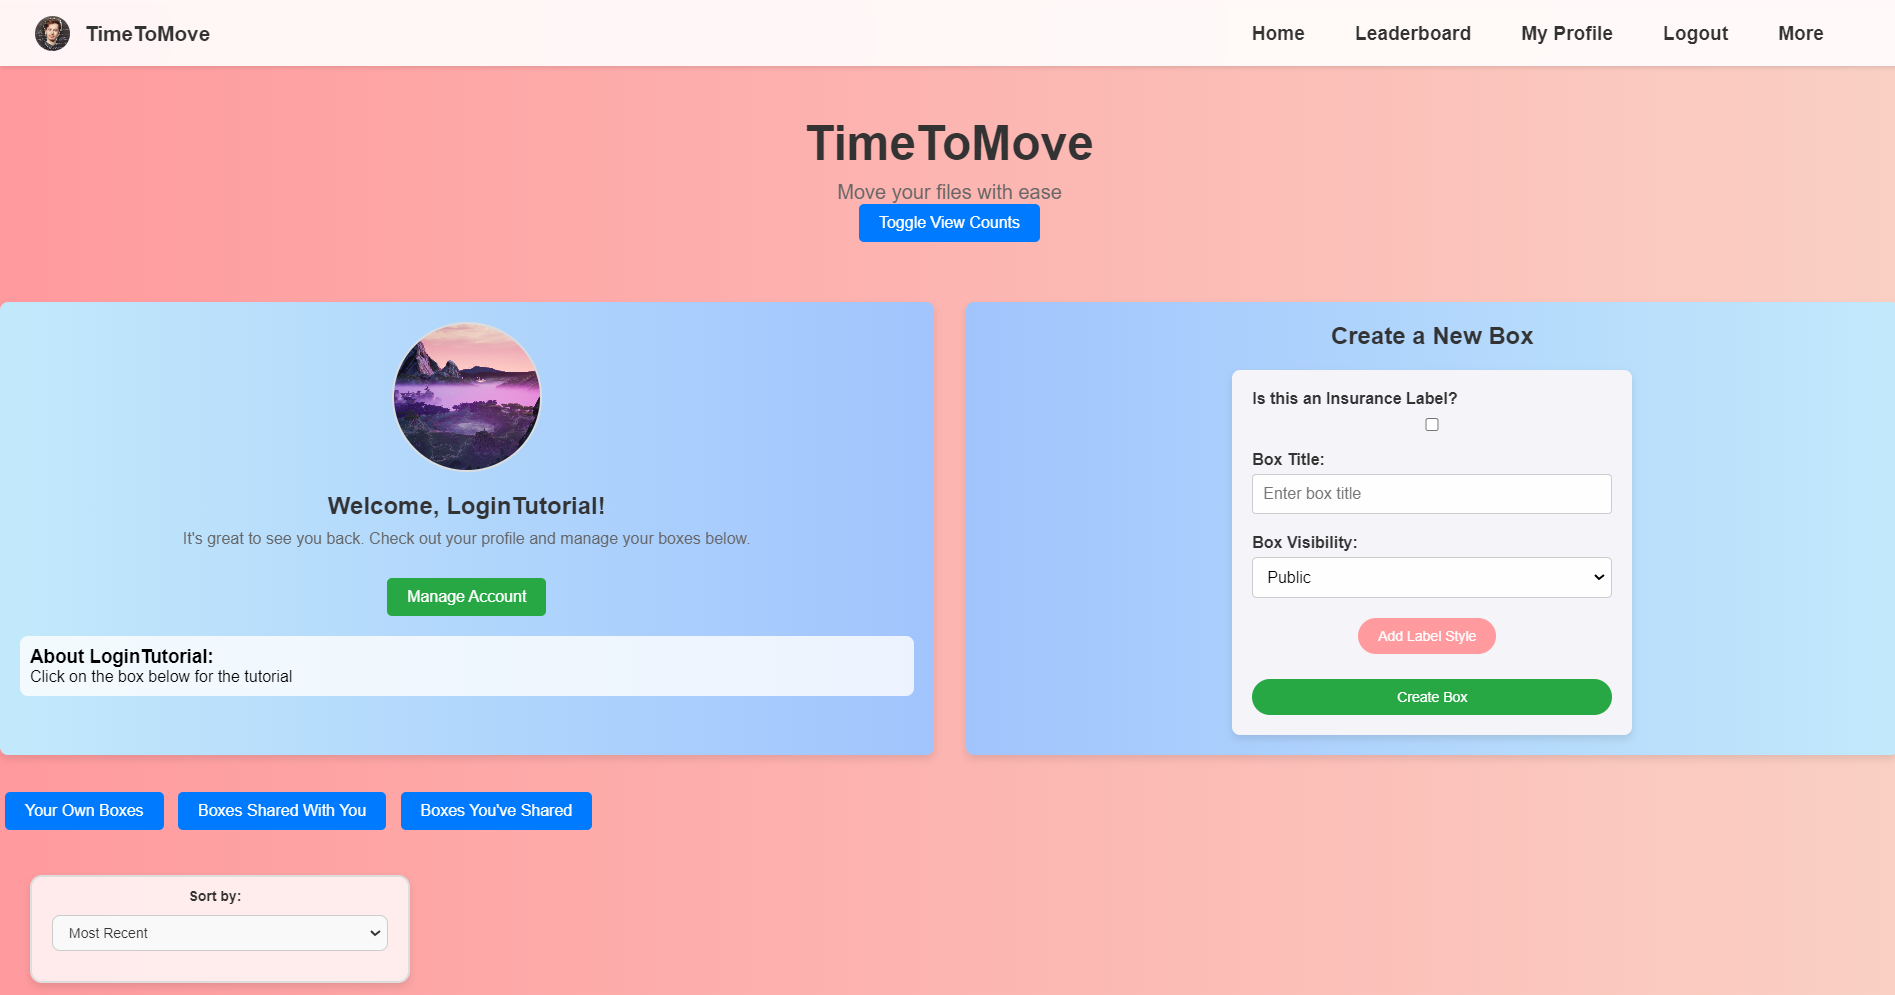 TimeToMove
Home
Leaderboard
My Profile
Logout
More
TimeToMove
Move your files with ease
Toggle View Counts
Welcome, LoginTutorial!
It's great to see you back. Check out your profile and manage your boxes below.
Manage Account
About LoginTutorial:
Click on the box below for the tutorial
Create a New Box
Is this an Insurance Label?
Box Title:
Enter box title
Box Visibility:
Public
Add Label Style
Create Box
Your Own Boxes
Boxes Shared With You
Boxes You've Shared
Sort by:
Most Recent